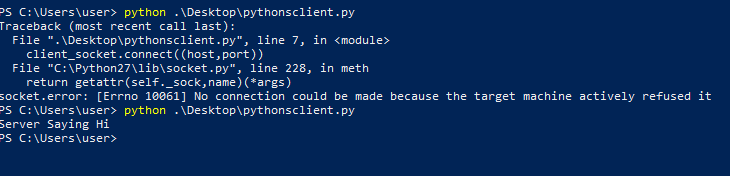 PS C:\Users\user> python .\Desktop\pythonsclient.py
Traceback (most recent call last):
  File ".\Desktop\pythonsclient.py", line 7, in <module>
    client_socket.connect((host,port))
  File "C:\Python27\lib\socket.py", line 228, in meth
    return getattr(self._sock,name)(*args)
socket.error: [Errno 10061] No connection could be made because the target machine actively refused it
PS C:\Users\user> python .\Desktop\pythonsclient.py
Server Saying Hi
PS C:\Users\user>